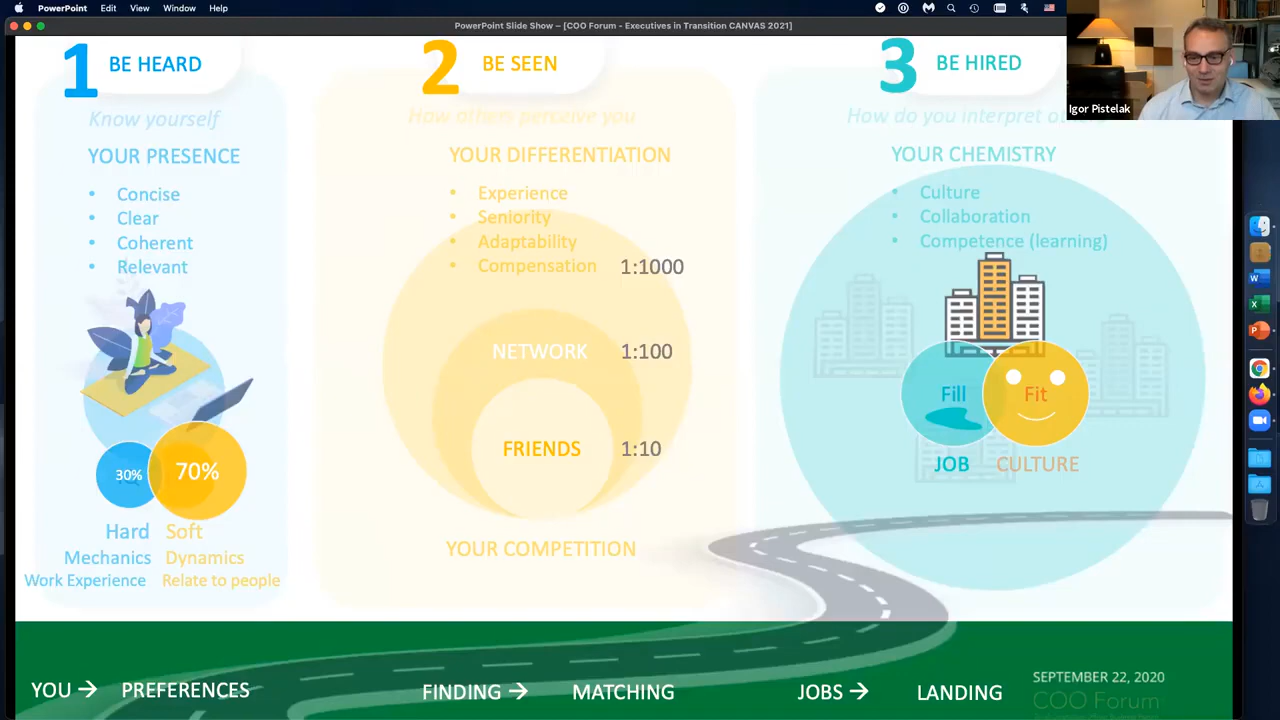 PowerPoint Edit View Window Help
PowerPoint Slide Show – [COO Forum - Executives in Transition CANVAS 2021]
1 BE HEARD
Know yourself
YOUR PRESENCE
• Concise
• Clear
• Coherent
• Relevant
30% 70%
Hard Soft
Mechanics Dynamics
Work Experience Relate to people
2 BE SEEN
How others perceive you
YOUR DIFFERENTIATION
• Experience
• Seniority
• Adaptability
• Compensation 1:1000
NETWORK 1:100
FRIENDS 1:10
YOUR COMPETITION
3 BE HIRED
How do you interpret
YOUR CHEMISTRY
• Culture
• Collaboration
• Competence (learning)
Fill Fit
JOB CULTURE
Igor Pistelak
YOU → PREFERENCES
FINDING → MATCHING
JOBS → LANDING
SEPTEMBER 22, 2020
COO Forum